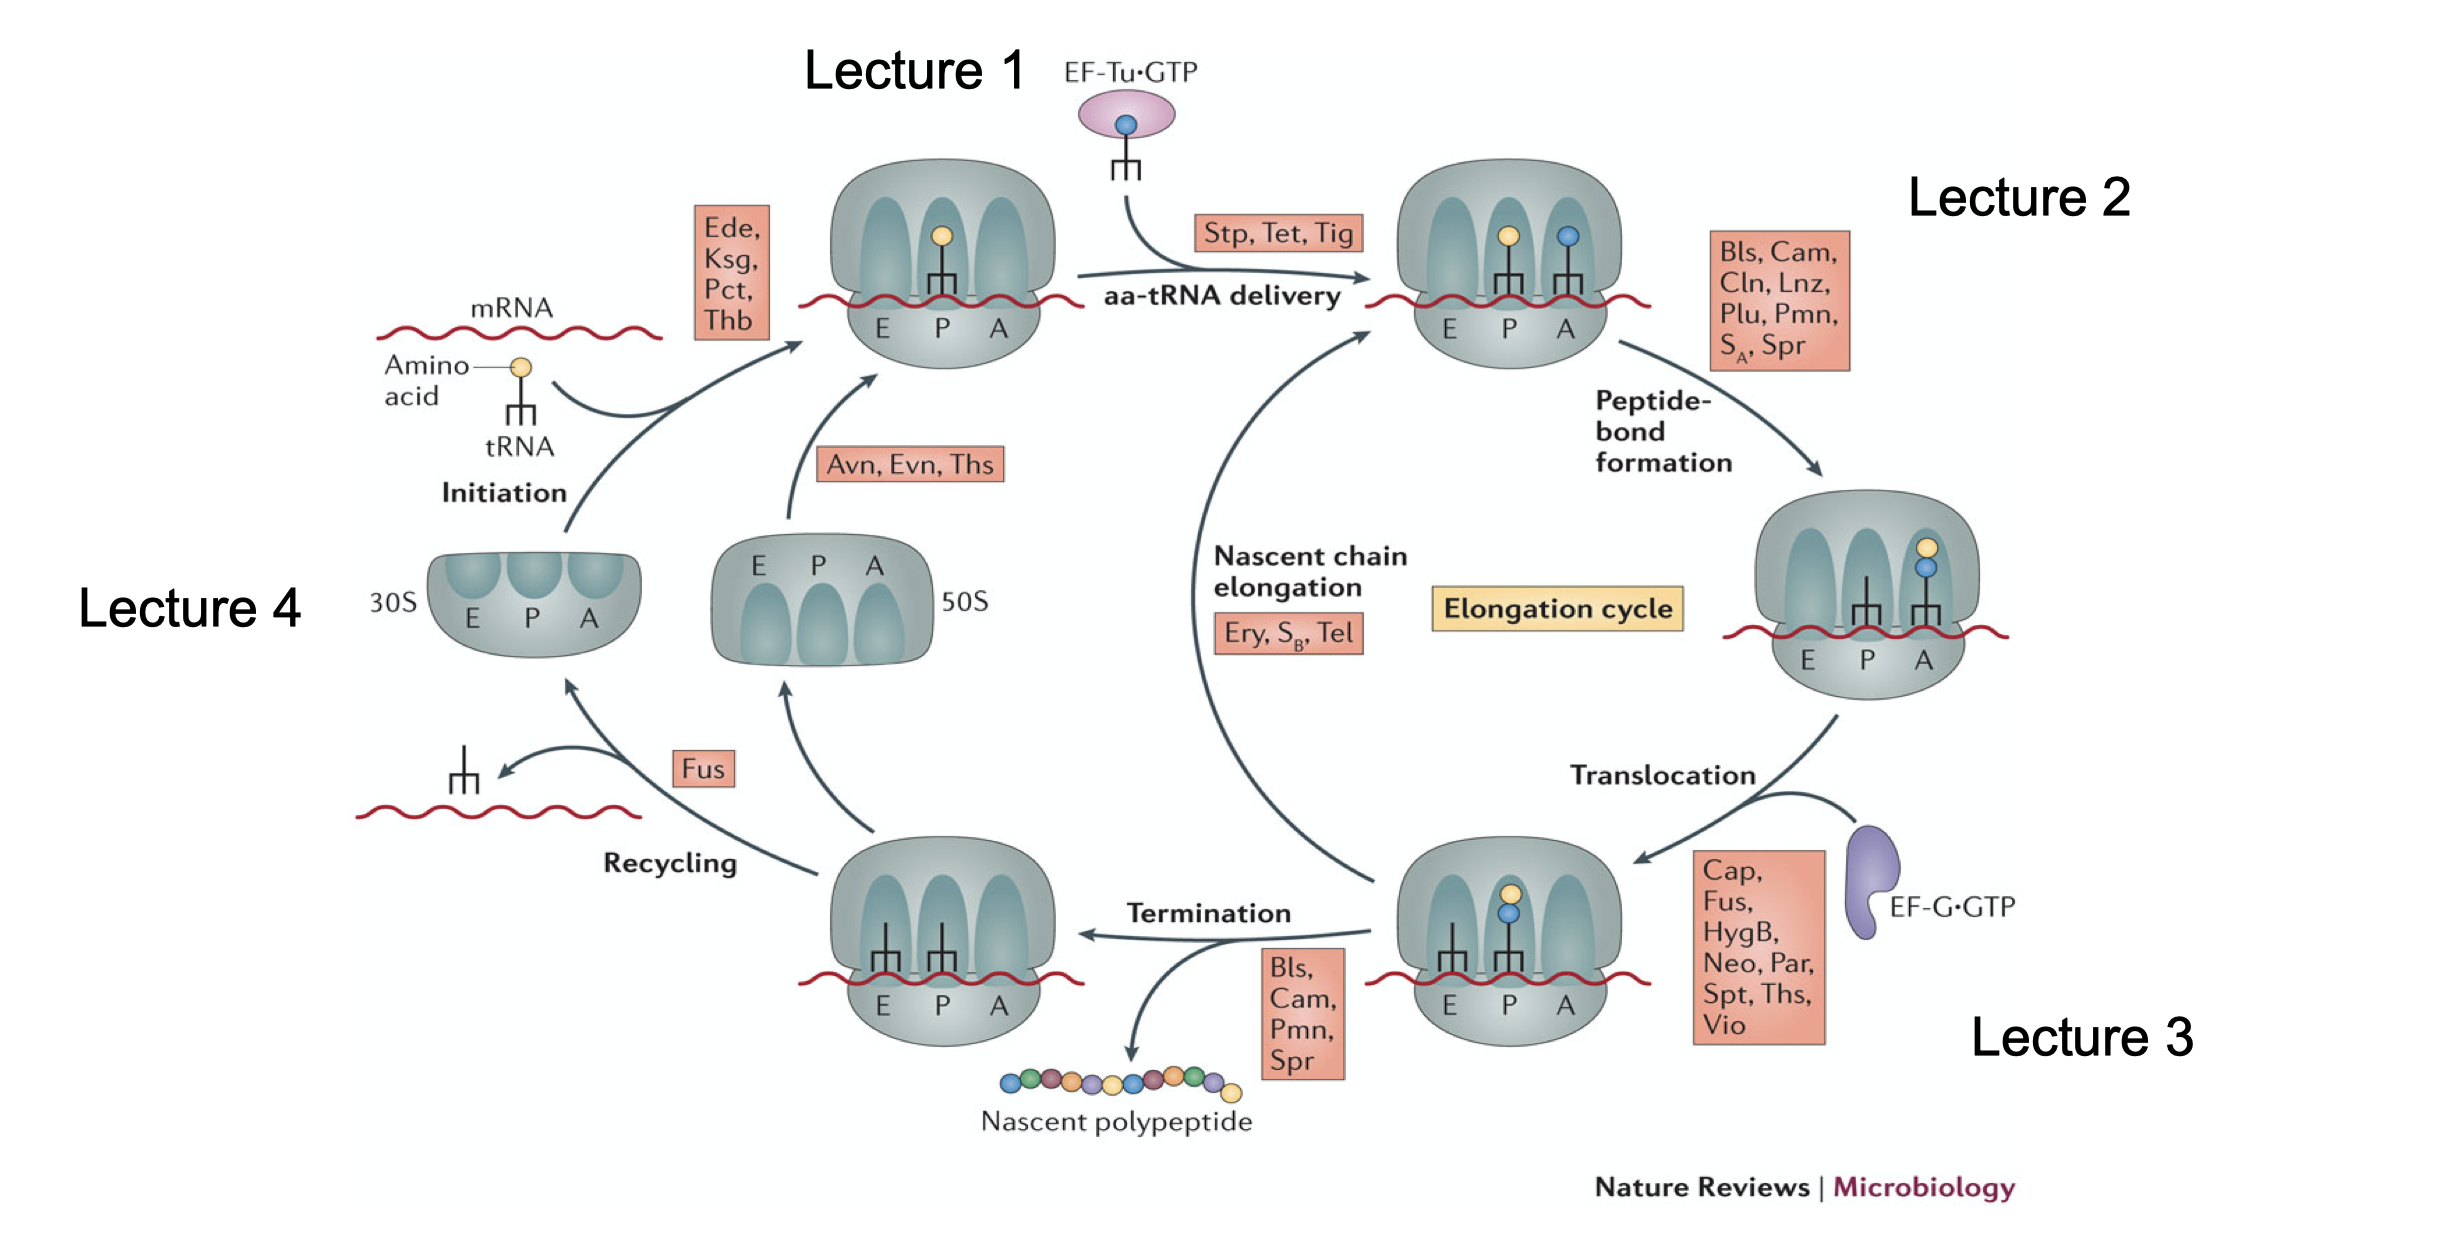 Lecture 1
EF-Tu•GTP
Lecture 2
Ede,
Ksg,
Pct,
Thb
Stp, Tet, Tig
aa-tRNA delivery
Bls, Cam,
Cln, Lnz,
Plu, Pmn,
S_A, Spr
E P A
E P A
mRNA
Amino
acid
tRNA
Initiation
Avn, Evn, Ths
Peptide-
bond
formation
Lecture 4
30S
E P A
E P A
50S
Nascent chain
elongation
Ery, S_B, Tel
Elongation cycle
E P A
Fus
Recycling
Translocation
Cap,
Fus,
HygB,
Neo, Par,
Spt, Ths,
Vio
EF-G•GTP
Termination
Bls,
Cam,
Pmn,
Spr
E P A
E P A
Lecture 3
Nascent polypeptide
Nature Reviews | Microbiology